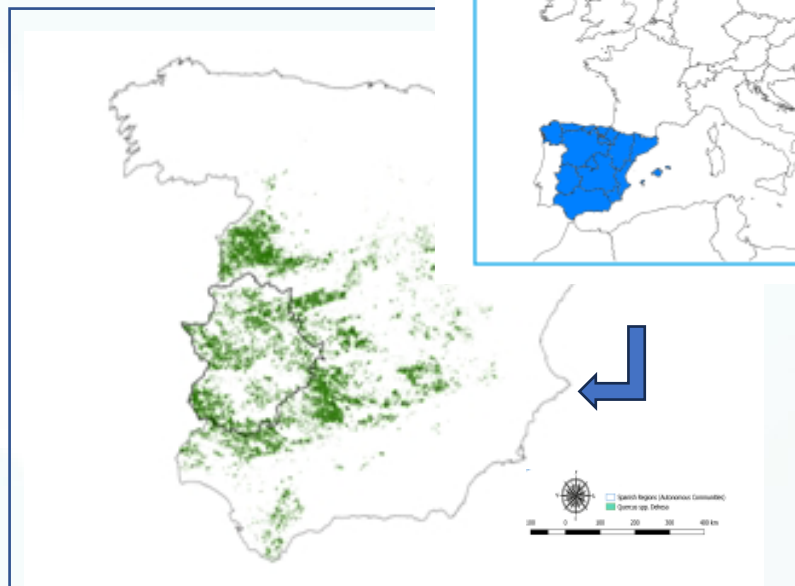 Spanish Regions (Autonomous Communities)
Quercus spp. Dehesa
100 0 100 200 300 400 km